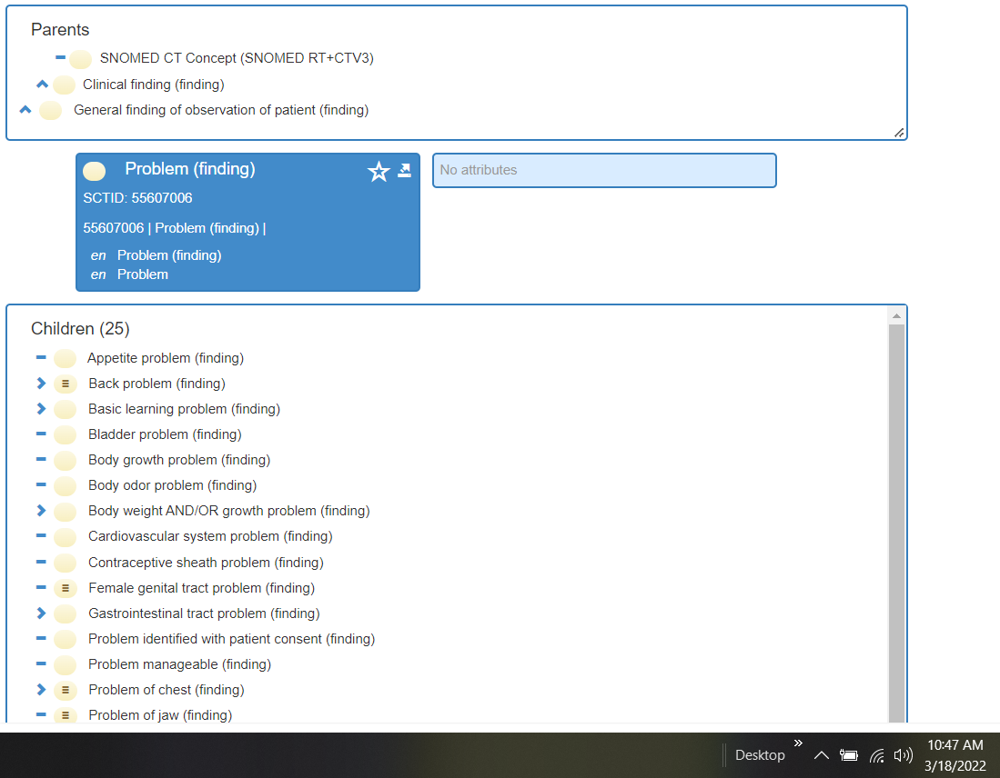 Parents
SNOMED CT Concept (SNOMED RT+CTV3)
Clinical finding (finding)
General finding of observation of patient (finding)
Problem (finding)
SCTID: 55607006
55607006 | Problem (finding) |
en Problem (finding)
en Problem
No attributes
Children (25)
Appetite problem (finding)
Back problem (finding)
Basic learning problem (finding)
Bladder problem (finding)
Body growth problem (finding)
Body odor problem (finding)
Body weight AND/OR growth problem (finding)
Cardiovascular system problem (finding)
Contraceptive sheath problem (finding)
Female genital tract problem (finding)
Gastrointestinal tract problem (finding)
Problem identified with patient consent (finding)
Problem manageable (finding)
Problem of chest (finding)
Problem of jaw (finding)
Desktop
10:47 AM
3/18/2022